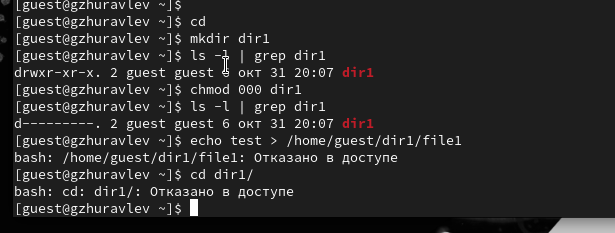 [guest@gzhuravlev ~]$
[guest@gzhuravlev ~]$ cd
[guest@gzhuravlev ~]$ mkdir dir1
[guest@gzhuravlev ~]$ ls -l | grep dir1
drwxr-xr-x. 2 guest guest 6 окт 31 20:07 dir1
[guest@gzhuravlev ~]$ chmod 000 dir1
[guest@gzhuravlev ~]$ ls -l | grep dir1
d---------. 2 guest guest 6 окт 31 20:07 dir1
[guest@gzhuravlev ~]$ echo test > /home/guest/dir1/file1
bash: /home/guest/dir1/file1: Отказано в доступе
[guest@gzhuravlev ~]$ cd dir1/
bash: cd: dir1/: Отказано в доступе
[guest@gzhuravlev ~]$